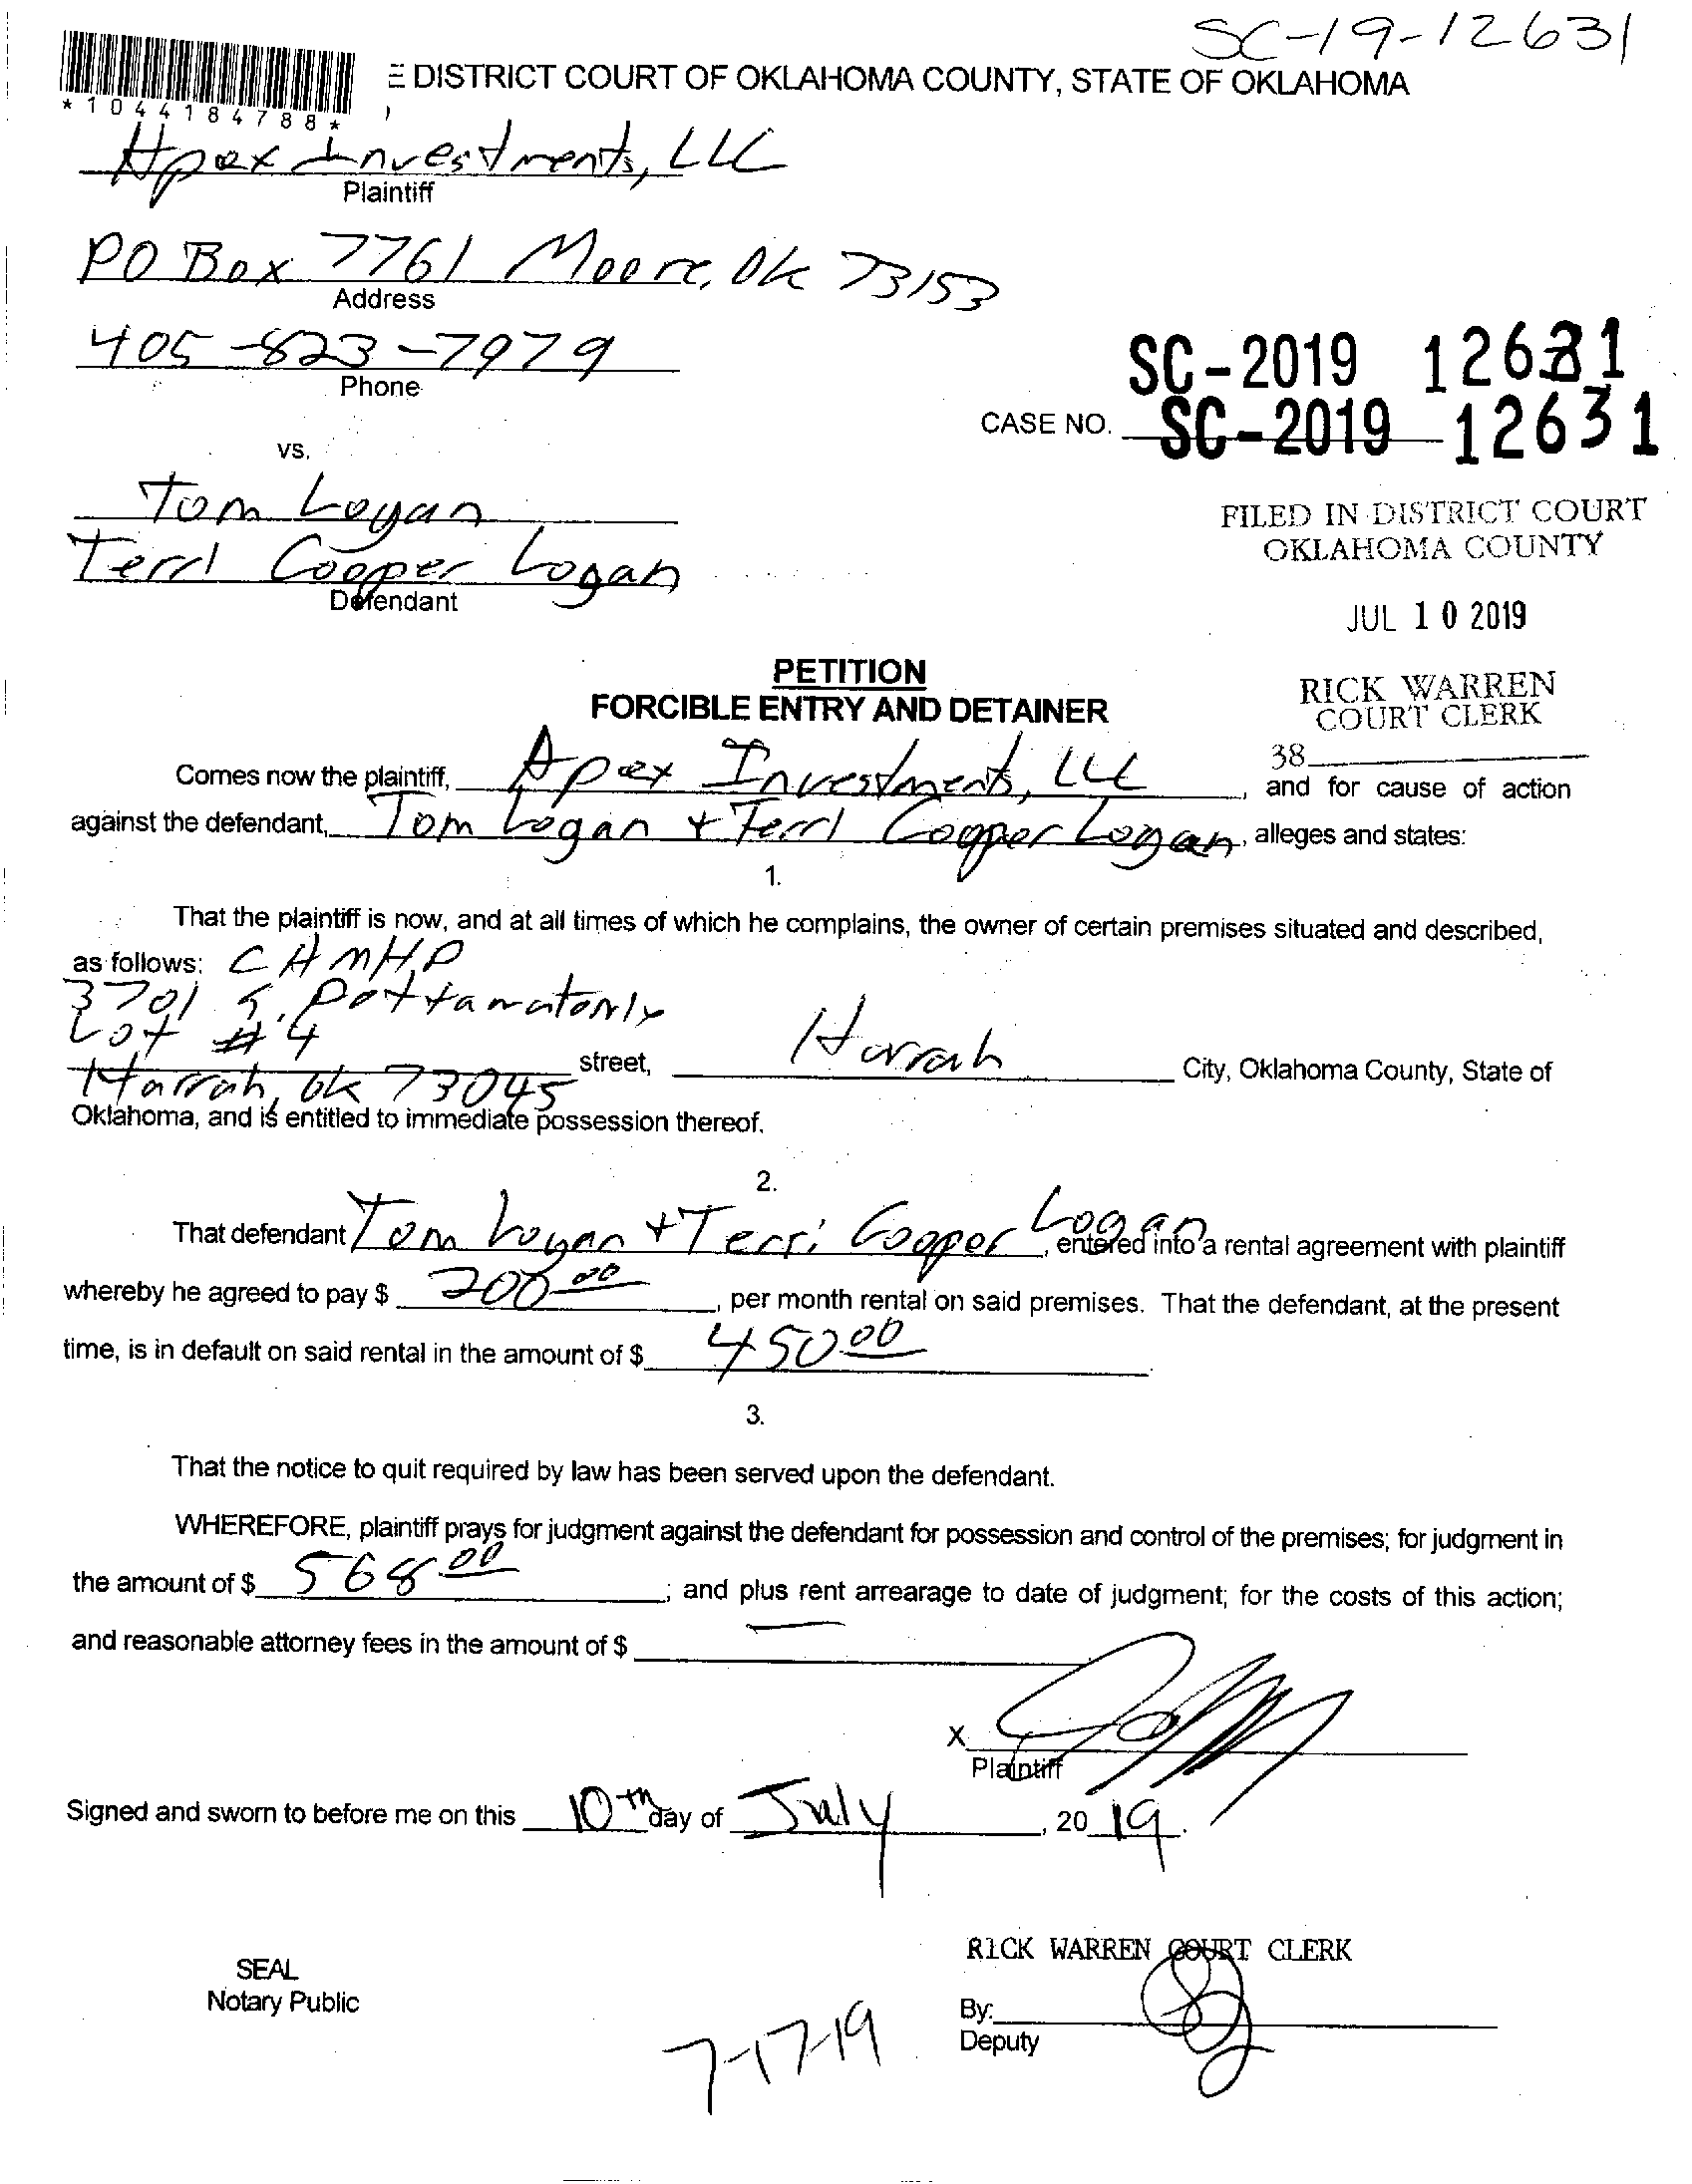 SC-19-12631
E DISTRICT COURT OF OKLAHOMA COUNTY, STATE OF OKLAHOMA
*1044184788*
Apex Investments, LLC
Plaintiff
PO Box 7761 Moore, Ok 73153
Address
405-823-7979
Phone
SC-2019 12631
CASE NO. SC-2019-12631
vs.
Tom Logan
Terri Cooper Logan
Defendant
FILED IN DISTRICT COURT
OKLAHOMA COUNTY
JUL 10 2019
RICK WARREN
COURT CLERK
38
PETITION
FORCIBLE ENTRY AND DETAINER
Comes now the plaintiff, Apex Investments, LLC, and for cause of action
against the defendant, Tom Logan + Terri Cooper Logan, alleges and states:
1.
That the plaintiff is now, and at all times of which he complains, the owner of certain premises situated and described,
as follows: CHMHP
3701 S.
Lot #4
Harrah, Ok 73045 street, Harrah City, Oklahoma County, State of
Oklahoma, and is entitled to immediate possession thereof.
2.
That defendant Tom Logan + Terri Cooper Logan, entered into a rental agreement with plaintiff
whereby he agreed to pay $ 200.00, per month rental on said premises. That the defendant, at the present
time, is in default on said rental in the amount of $ 450.00.
3.
That the notice to quit required by law has been served upon the defendant.
WHEREFORE, plaintiff prays for judgment against the defendant for possession and control of the premises; for judgment in
the amount of $ 568.00; and plus rent arrearage to date of judgment; for the costs of this action;
and reasonable attorney fees in the amount of $ —
X
Plaintiff
Signed and sworn to before me on this 10th day of July, 2019.
RICK WARREN COURT CLERK
SEAL
Notary Public
By:
Deputy
7-17-19